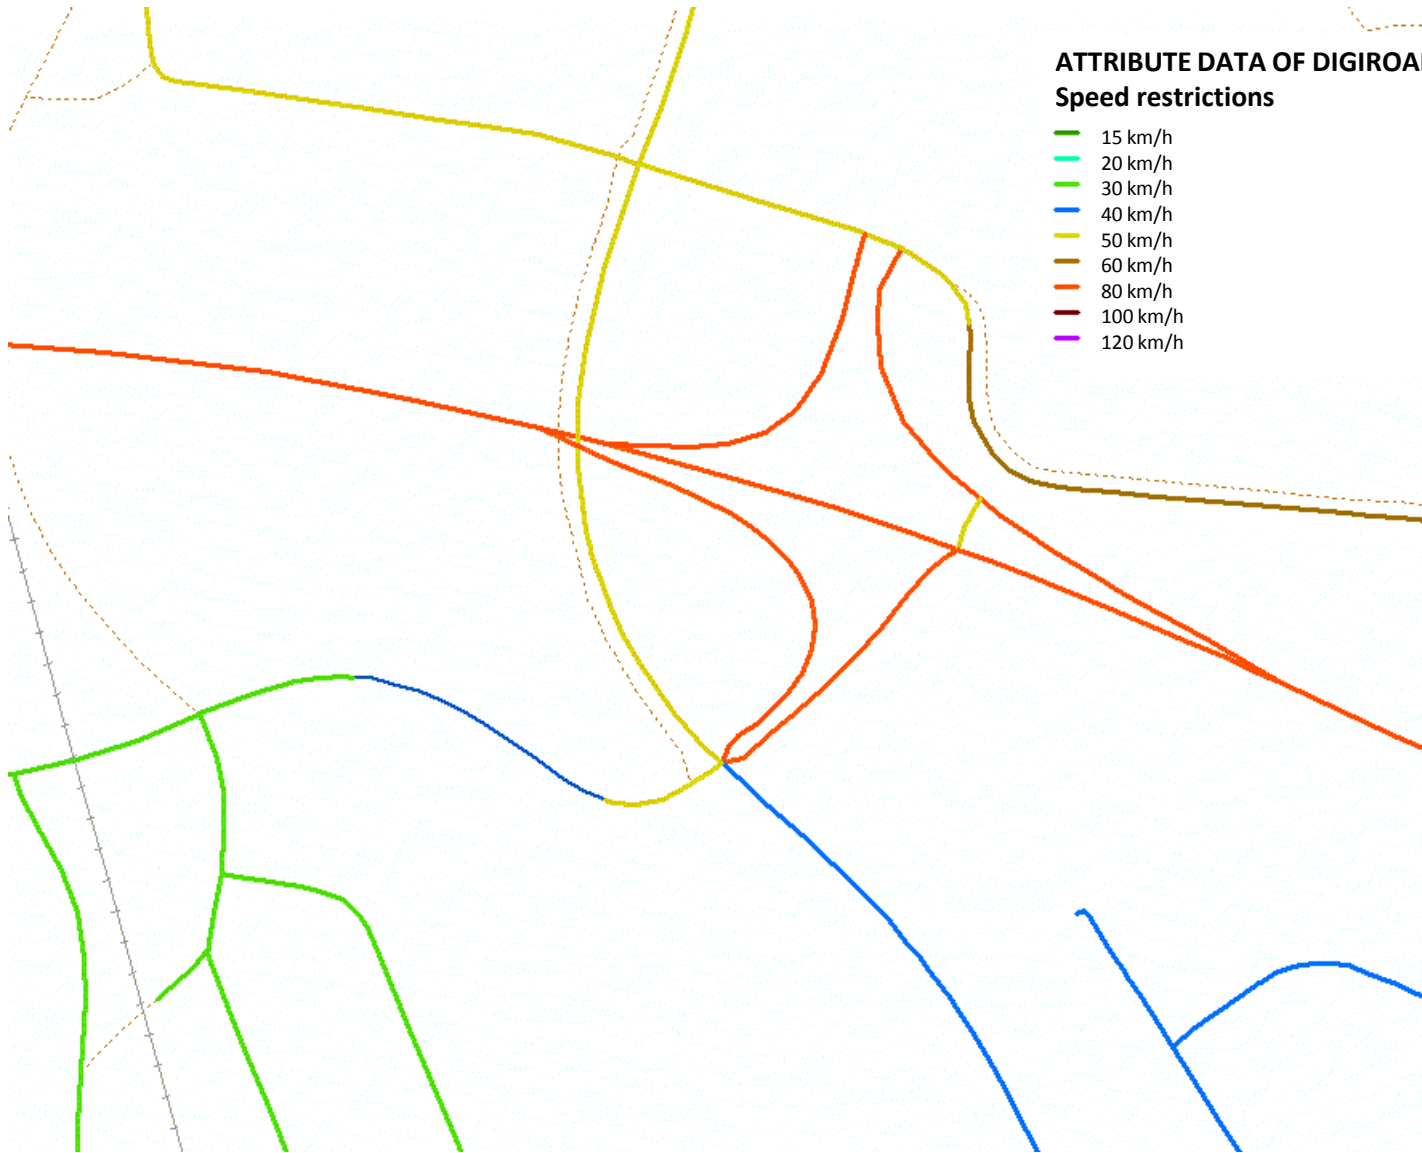 ATTRIBUTE DATA OF DIGIROA
Speed restrictions
15 km/h
20 km/h
30 km/h
40 km/h
50 km/h
60 km/h
80 km/h
100 km/h
120 km/h